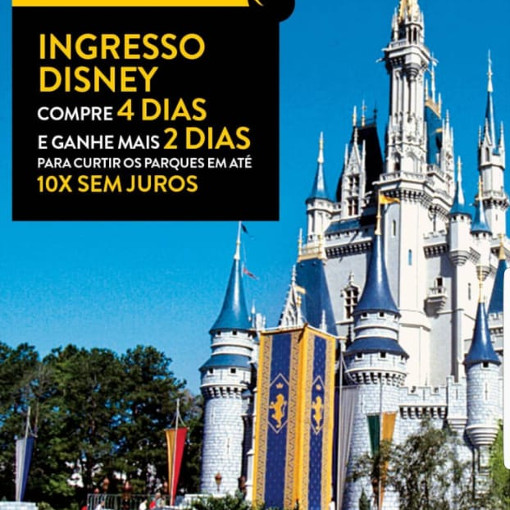 INGRESSO
DISNEY
COMPRE 4 DIAS
E GANHE MAIS 2 DIAS
PARA CURTIR OS PARQUES EM ATÉ
10X SEM JUROS